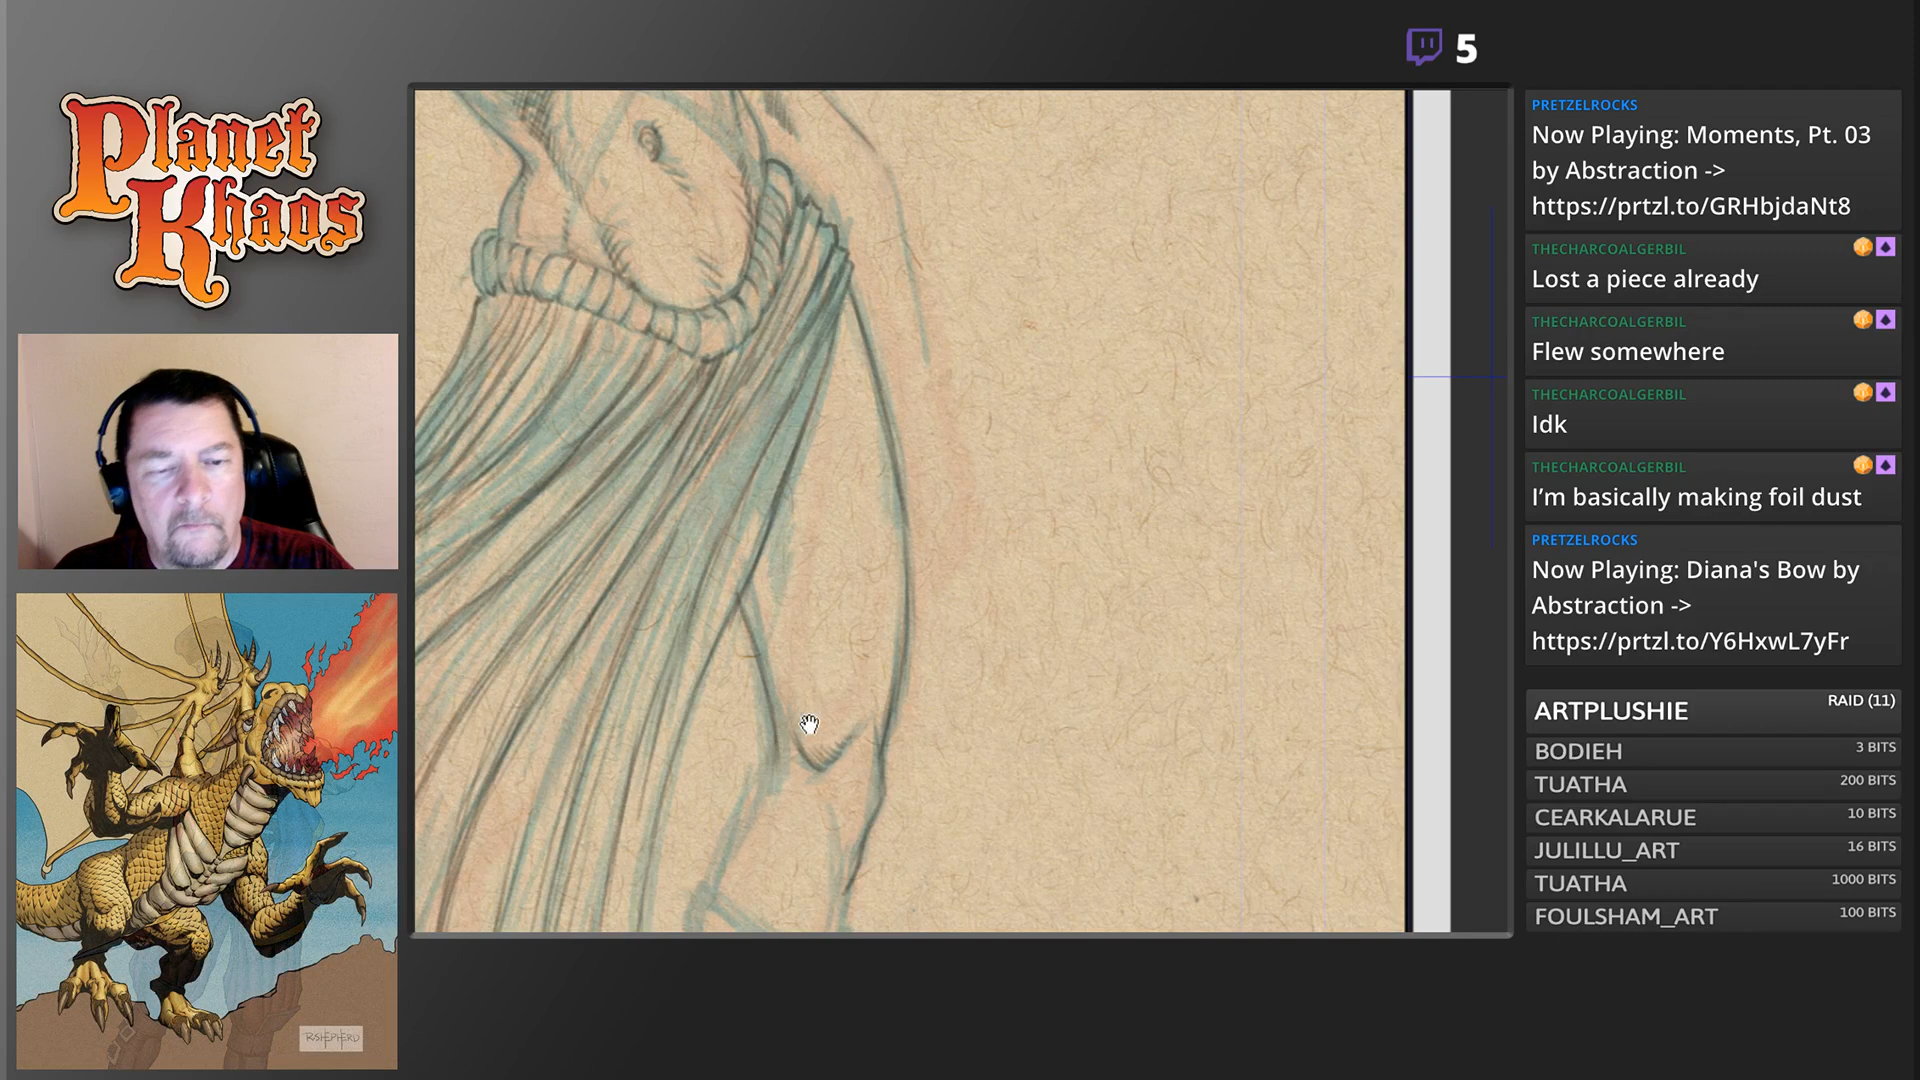 5
Planet
Khaos
PRETZELROCKS
Now Playing: Moments, Pt. 03
by Abstraction ->
https://prtzl.to/GRHbjdaNt8
THECHARCOALGERBIL
Lost a piece already
THECHARCOALGERBIL
Flew somewhere
THECHARCOALGERBIL
Idk
THECHARCOALGERBIL
I'm basically making foil dust
PRETZELROCKS
Now Playing: Diana's Bow by
Abstraction ->
https://prtzl.to/Y6HxwL7yFr
ARTPLUSHIE RAID (11)
BODIEH 3 BITS
TUATHA 200 BITS
CEARKALARUE 10 BITS
JULILLU_ART 16 BITS
TUATHA 1000 BITS
FOULSHAM_ART 100 BITS
R.SHEPHERD